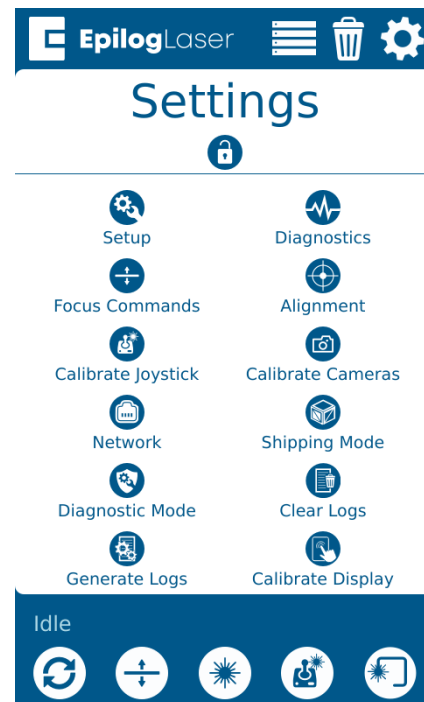 EpilogLaser
Settings
Setup
Diagnostics
Focus Commands
Alignment
Calibrate Joystick
Calibrate Cameras
Network
Shipping Mode
Diagnostic Mode
Clear Logs
Generate Logs
Calibrate Display
Idle